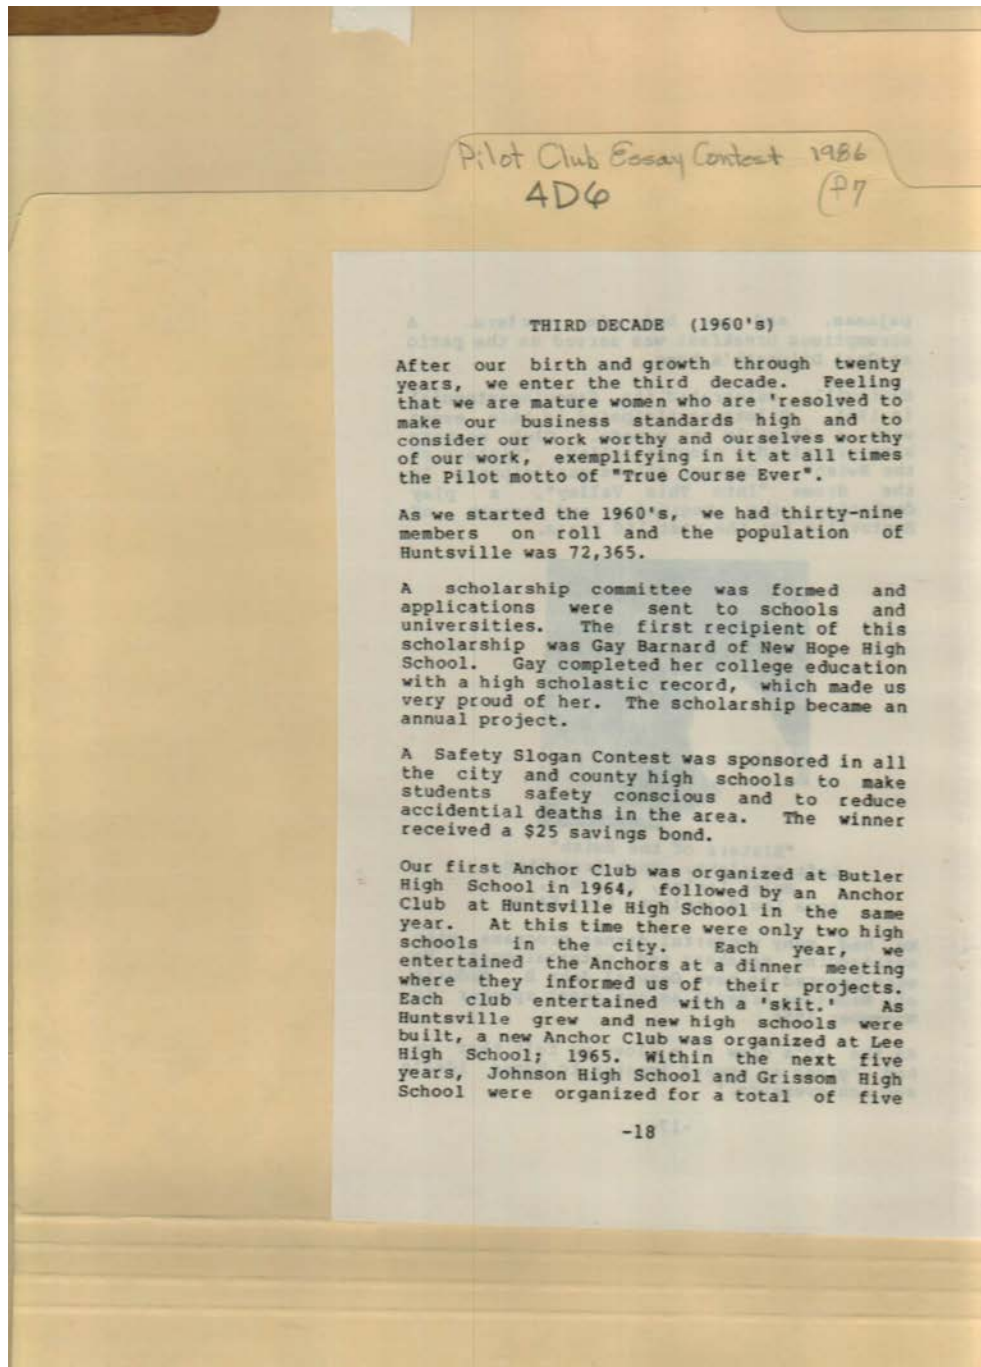 Pilot Club Essay Contest 1986
4D6 (P7
THIRD DECADE (1960's)
After our birth and growth through twenty
years, we enter the third decade. Feeling
that we are mature women who are 'resolved to
make our business standards high and to
consider our work worthy and ourselves worthy
of our work, exemplifying in it at all times
the Pilot motto of "True Course Ever".
As we started the 1960's, we had thirty-nine
members on roll and the population of
Huntsville was 72,365.
A scholarship committee was formed and
applications were sent to schools and
universities. The first recipient of this
scholarship was Gay Barnard of New Hope High
School. Gay completed her college education
with a high scholastic record, which made us
very proud of her. The scholarship became an
annual project.
A Safety Slogan Contest was sponsored in all
the city and county high schools to make
students safety conscious and to reduce
accidential deaths in the area. The winner
received a $25 savings bond.
Our first Anchor Club was organized at Butler
High School in 1964, followed by an Anchor
Club at Huntsville High School in the same
year. At this time there were only two high
schools in the city. Each year, we
entertained the Anchors at a dinner meeting
where they informed us of their projects.
Each club entertained with a 'skit.' As
Huntsville grew and new high schools were
built, a new Anchor Club was organized at Lee
High School; 1965. Within the next five
years, Johnson High School and Grissom High
School were organized for a total of five
-18